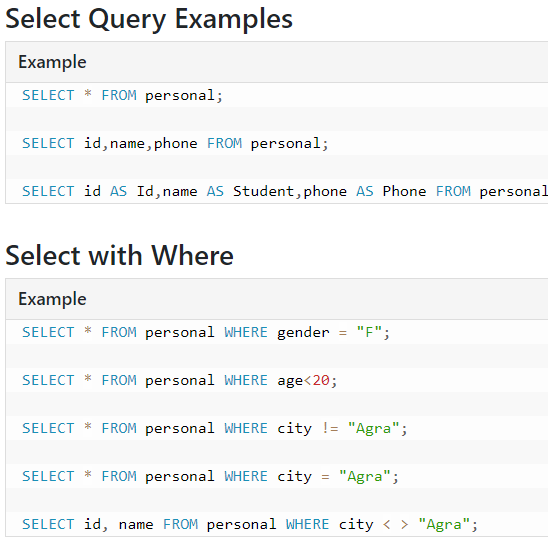 Select Query Examples
Example
SELECT * FROM personal;
SELECT id,name,phone FROM personal;
SELECT id AS Id,name AS Student,phone AS Phone FROM personal
Select with Where
Example
SELECT * FROM personal WHERE gender = "F";
SELECT * FROM personal WHERE age<20;
SELECT * FROM personal WHERE city != "Agra";
SELECT * FROM personal WHERE city = "Agra";
SELECT id, name FROM personal WHERE city < > "Agra";